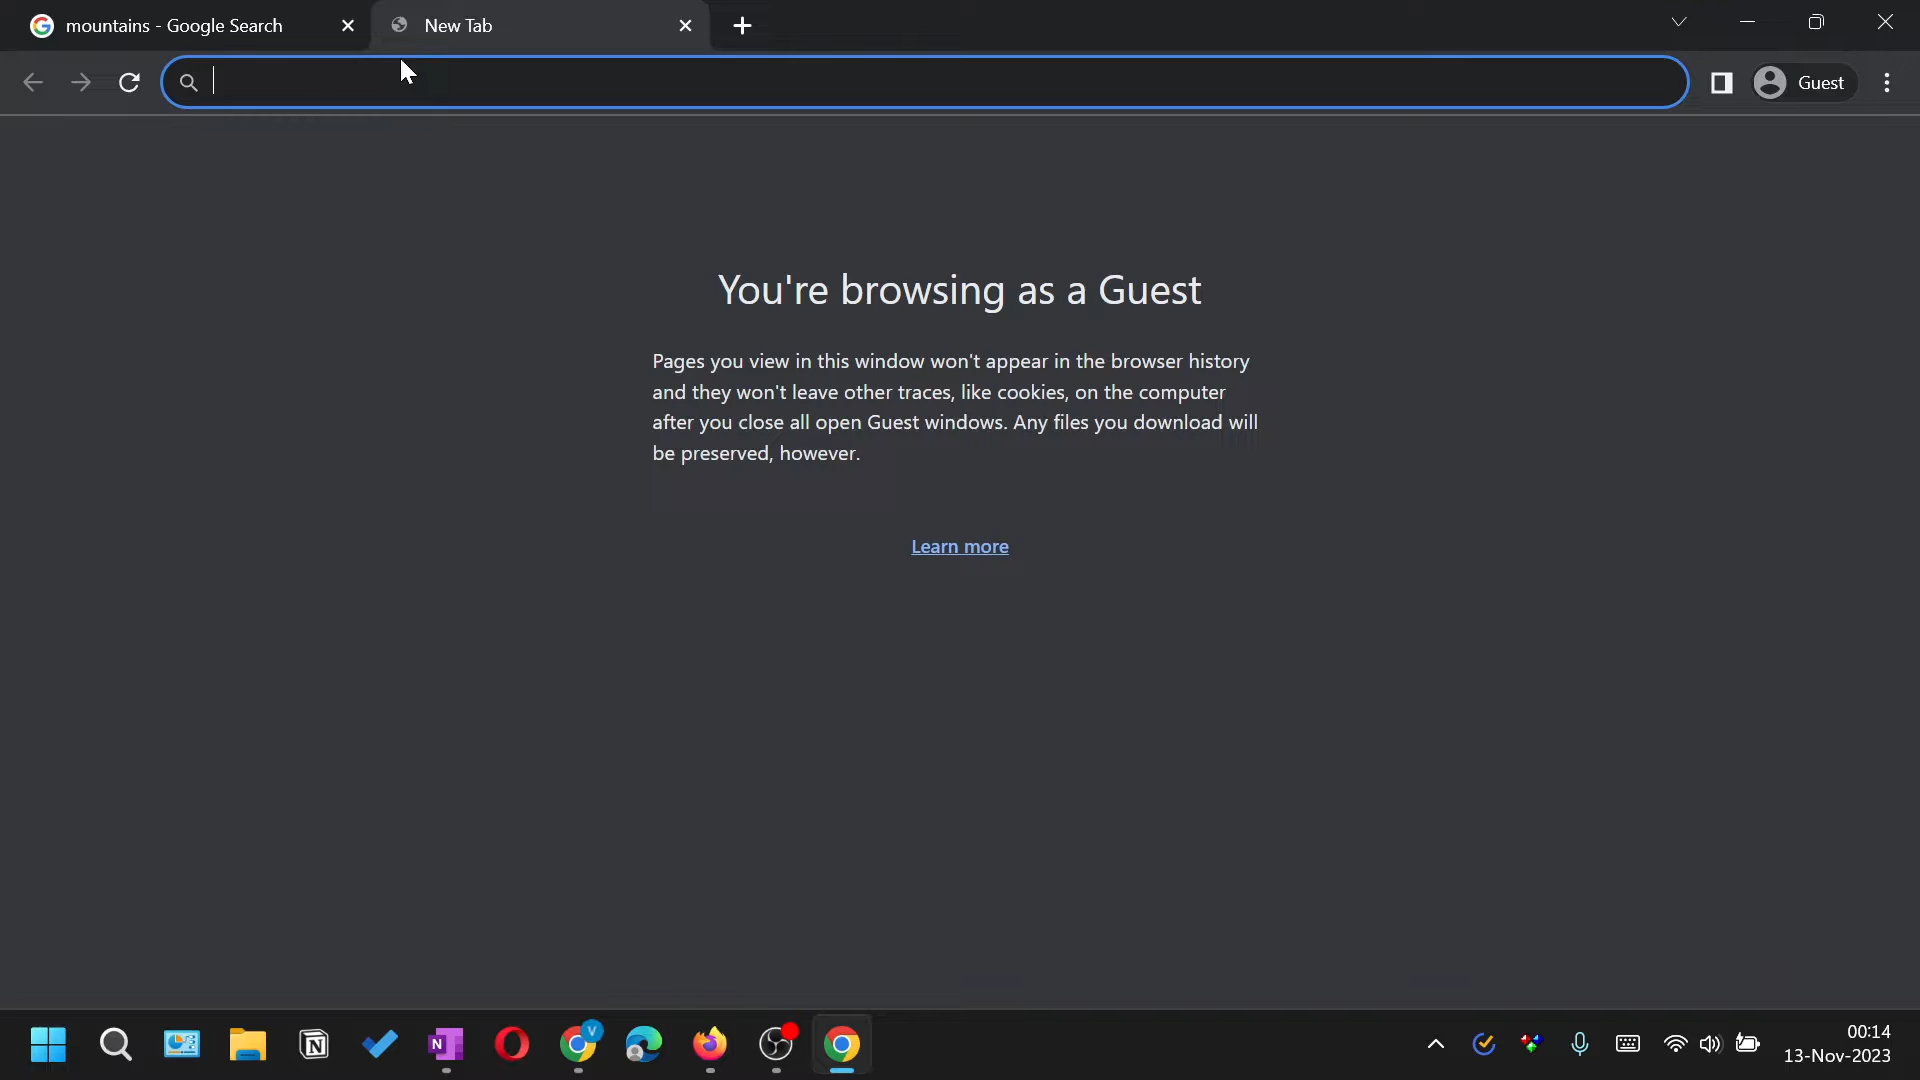 mountains - Google Search
New Tab
Guest
You're browsing as a Guest
Pages you view in this window won't appear in the browser history
and they won't leave other traces, like cookies, on the computer
after you close all open Guest windows. Any files you download will
be preserved, however.
Learn more
N
N
V
00:14
13-Nov-2023